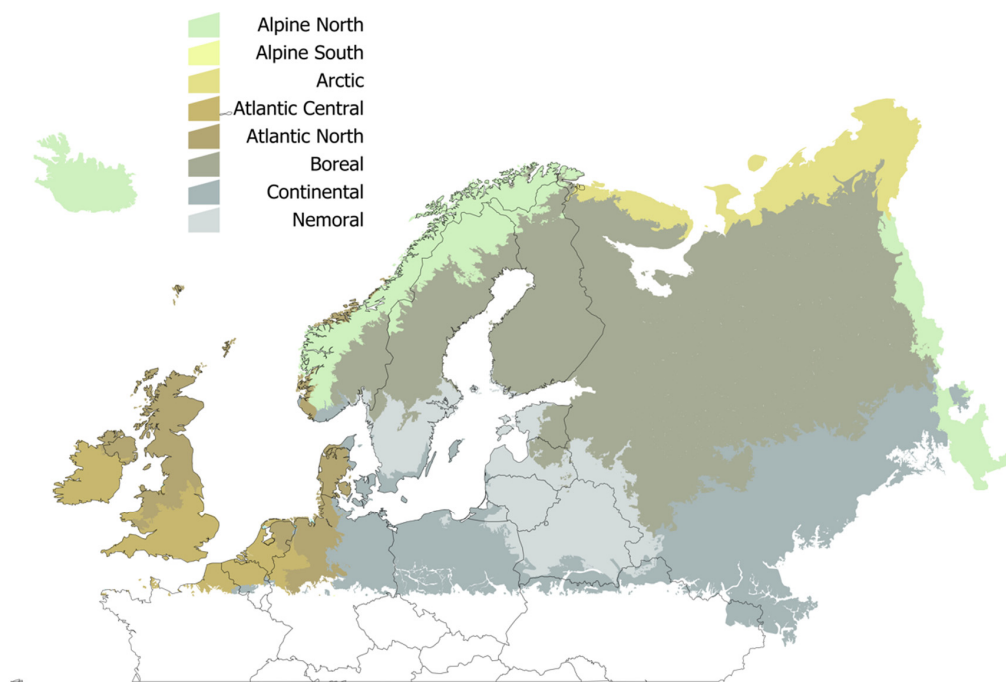 Alpine North
Alpine South
Arctic
Atlantic Central
Atlantic North
Boreal
Continental
Nemoral